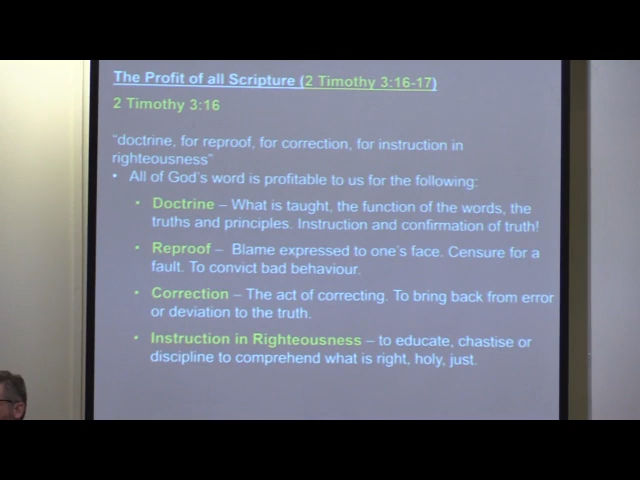 The Profit of all Scripture (2 Timothy 3:16-17)
2 Timothy 3:16
"doctrine, for reproof, for correction, for instruction in
righteousness"
• All of God's word is profitable to us for the following:
• Doctrine – What is taught, the function of the words, the
truths and principles. Instruction and confirmation of truth!
• Reproof – Blame expressed to one's face. Censure for a
fault. To convict bad behaviour.
• Correction – The act of correcting. To bring back from error
or deviation to the truth.
• Instruction in Righteousness – to educate, chastise or
discipline to comprehend what is right, holy, just.